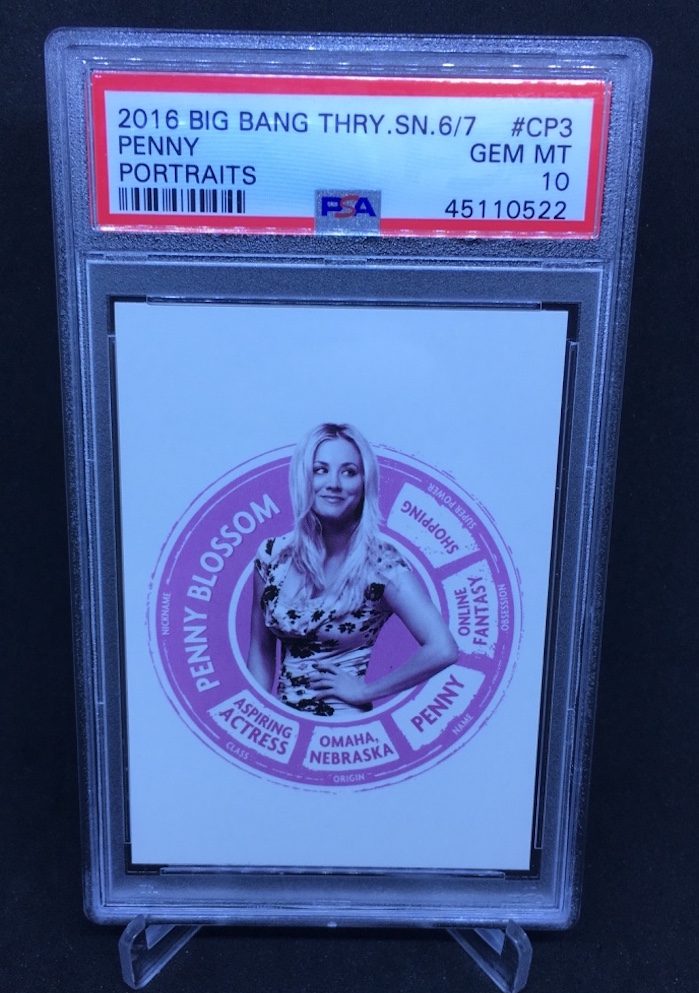 2016 BIG BANG THRY.SN.6/7 #CP3
PENNY GEM MT
PORTRAITS 10
PSA 45110522
PENNY BLOSSOM
NICKNAME
SHOPPING
SUPER POWER
ONLINE
FANTASY
OBSESSION
PENNY
NAME
OMAHA,
NEBRASKA
ORIGIN
ASPIRING
ACTRESS
CLASS